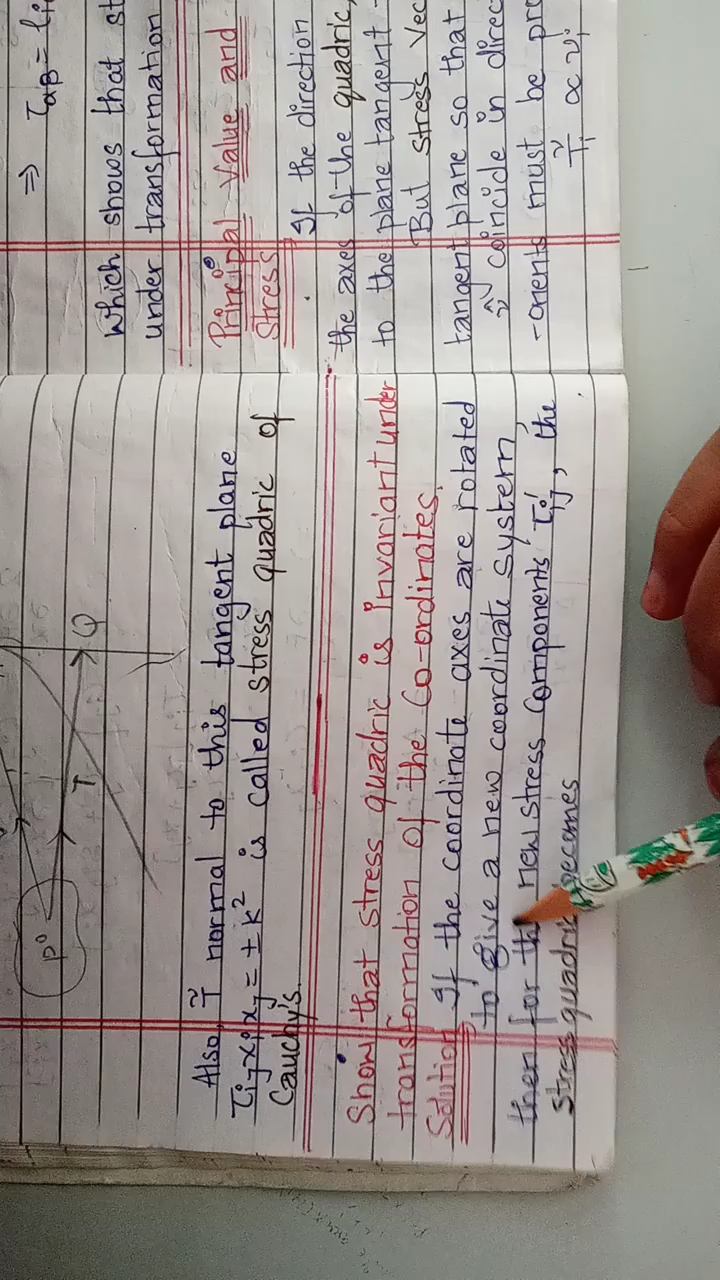 P°
T
Q
Also, T̃ normal to this tangent plane
τij xi xj = ± K² is called stress quadric of
Cauchy's.
Show that stress quadric is invariant under
transformation of the Co-ordinates.
Solution If the coordinate axes are rotated
to give a new coordinate system
then for the new stress components τ'ij, the
stress quadric becomes
⇒ ταβ =
which shows that st
under transformation
Principal Value and
Stress
If the direction
the axes of the quadric,
to the plane tangent
But stress vec
tangent plane so that
ν̂ coincide in direc
-onents must be pro
Ti ∝ νi